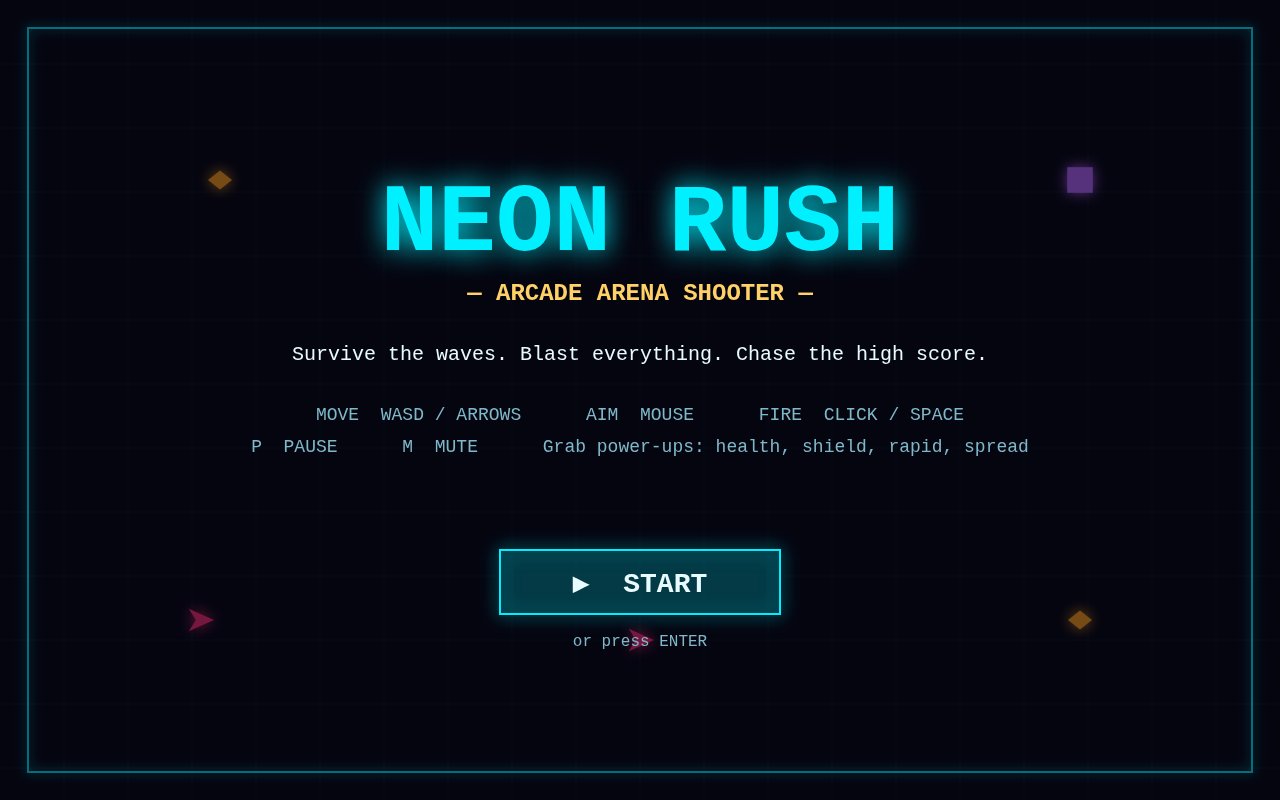 NEON RUSH
— ARCADE ARENA SHOOTER —
Survive the waves. Blast everything. Chase the high score.
MOVE  WASD / ARROWS      AIM  MOUSE      FIRE  CLICK / SPACE
P  PAUSE      M  MUTE      Grab power-ups: health, shield, rapid, spread
▶  START
or press ENTER